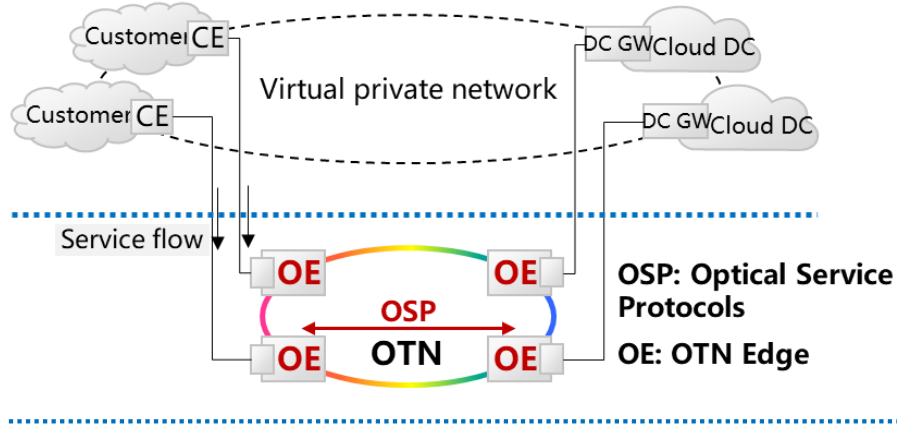 Customer CE
DC GW Cloud DC
Virtual private network
Customer CE
DC GW Cloud DC
Service flow
OE
OE
OSP: Optical Service
Protocols
OSP
OTN
OE
OE
OE: OTN Edge